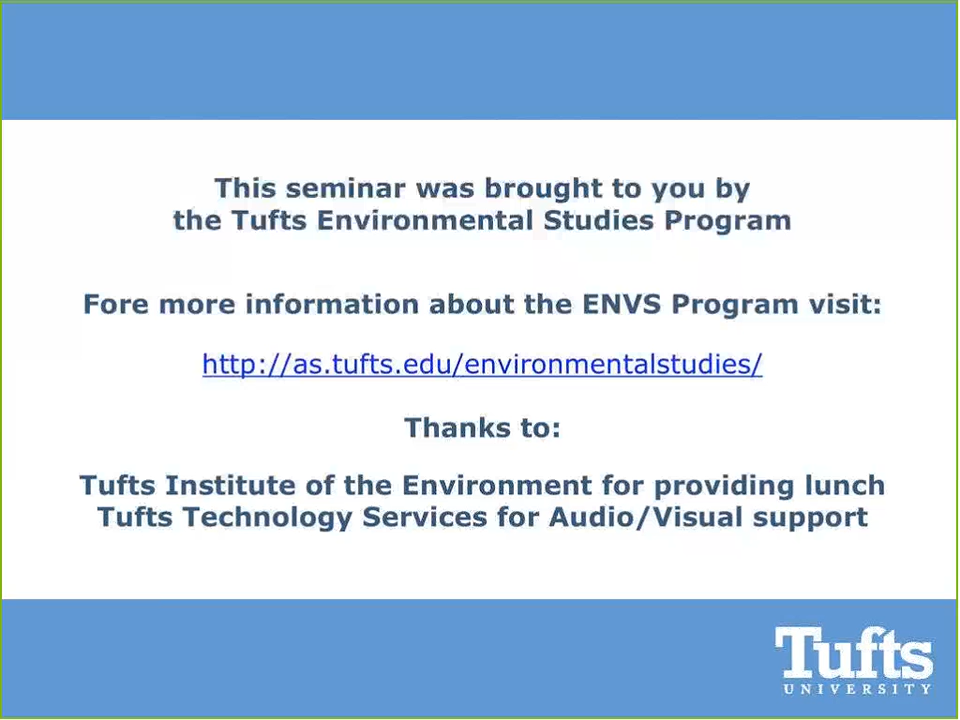 This seminar was brought to you by
the Tufts Environmental Studies Program
Fore more information about the ENVS Program visit:
http://as.tufts.edu/environmentalstudies/
Thanks to:
Tufts Institute of the Environment for providing lunch
Tufts Technology Services for Audio/Visual support
Tufts
UNIVERSITY